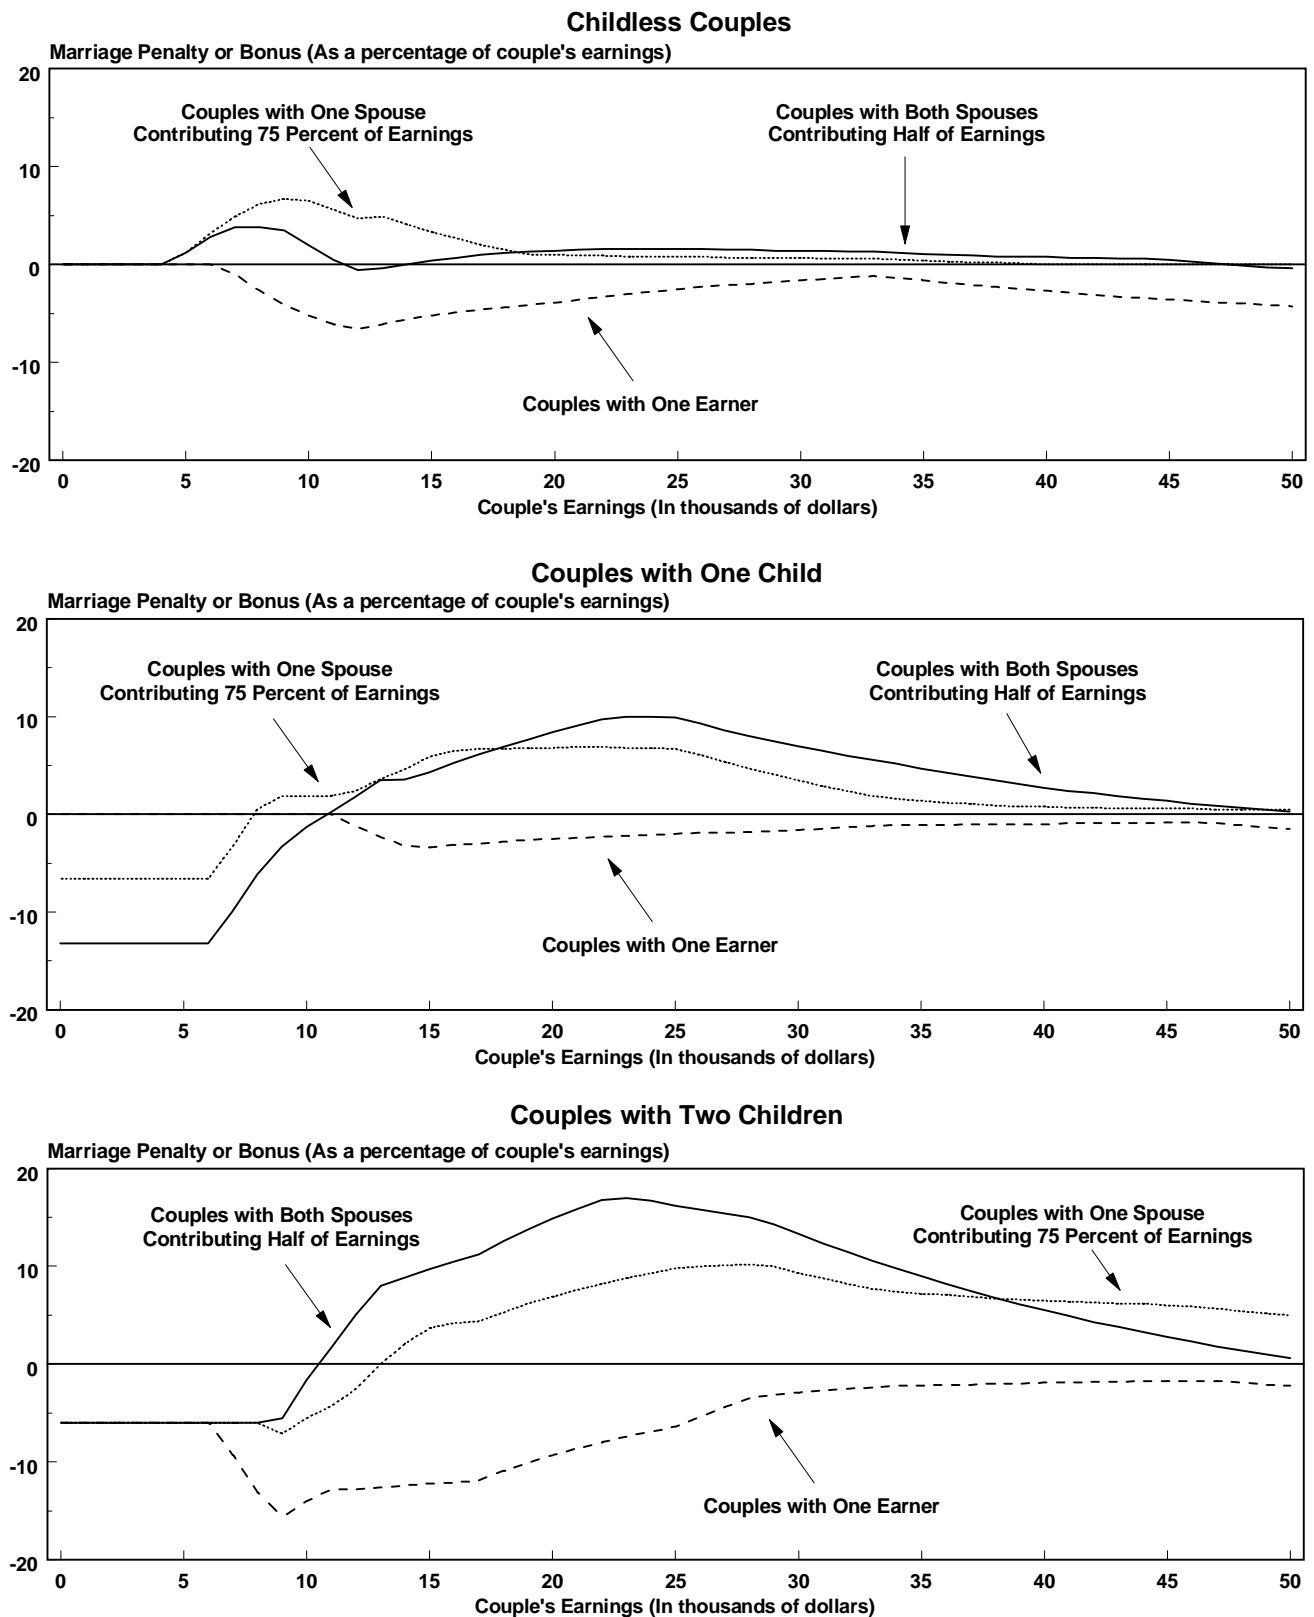 Childless Couples
Marriage Penalty or Bonus (As a percentage of couple's earnings)
20
Couples with One Spouse
Contributing 75 Percent of Earnings
Couples with Both Spouses
Contributing Half of Earnings
10
0
-10
Couples with One Earner
-20
0 5 10 15 20 25 30 35 40 45 50
Couple's Earnings (In thousands of dollars)
Couples with One Child
Marriage Penalty or Bonus (As a percentage of couple's earnings)
20
Couples with One Spouse
Contributing 75 Percent of Earnings
Couples with Both Spouses
Contributing Half of Earnings
10
0
-10
Couples with One Earner
-20
0 5 10 15 20 25 30 35 40 45 50
Couple's Earnings (In thousands of dollars)
Couples with Two Children
Marriage Penalty or Bonus (As a percentage of couple's earnings)
20
Couples with Both Spouses
Contributing Half of Earnings
Couples with One Spouse
Contributing 75 Percent of Earnings
10
0
-10
Couples with One Earner
-20
0 5 10 15 20 25 30 35 40 45 50
Couple's Earnings (In thousands of dollars)